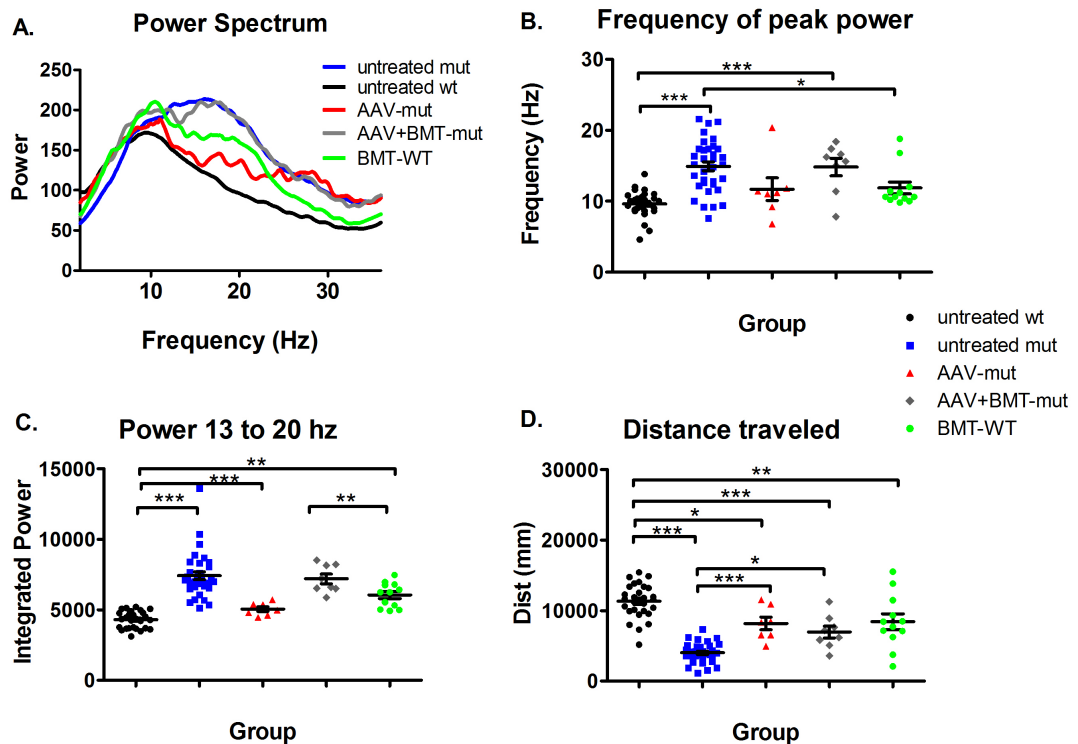 A.
Power Spectrum
250
200
150
100
50
0
Power
10
20
30
Frequency (Hz)
untreated mut
untreated wt
AAV-mut
AAV+BMT-mut
BMT-WT
B.
Frequency of peak power
30
20
10
0
Frequency (Hz)
***
***
*
Group
untreated wt
untreated mut
AAV-mut
AAV+BMT-mut
BMT-WT
C.
Power 13 to 20 hz
15000
10000
5000
0
Integrated Power
**
***
***
**
Group
D.
Distance traveled
30000
20000
10000
0
Dist (mm)
**
***
*
***
*
***
Group